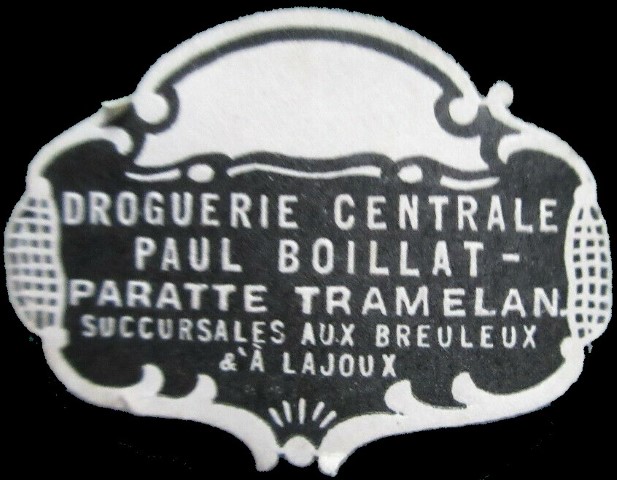 DROGUERIE CENTRALE
PAUL BOILLAT -
PARATTE TRAMELAN.
SUCCURSALES AUX BREULEUX
& À LAJOUX